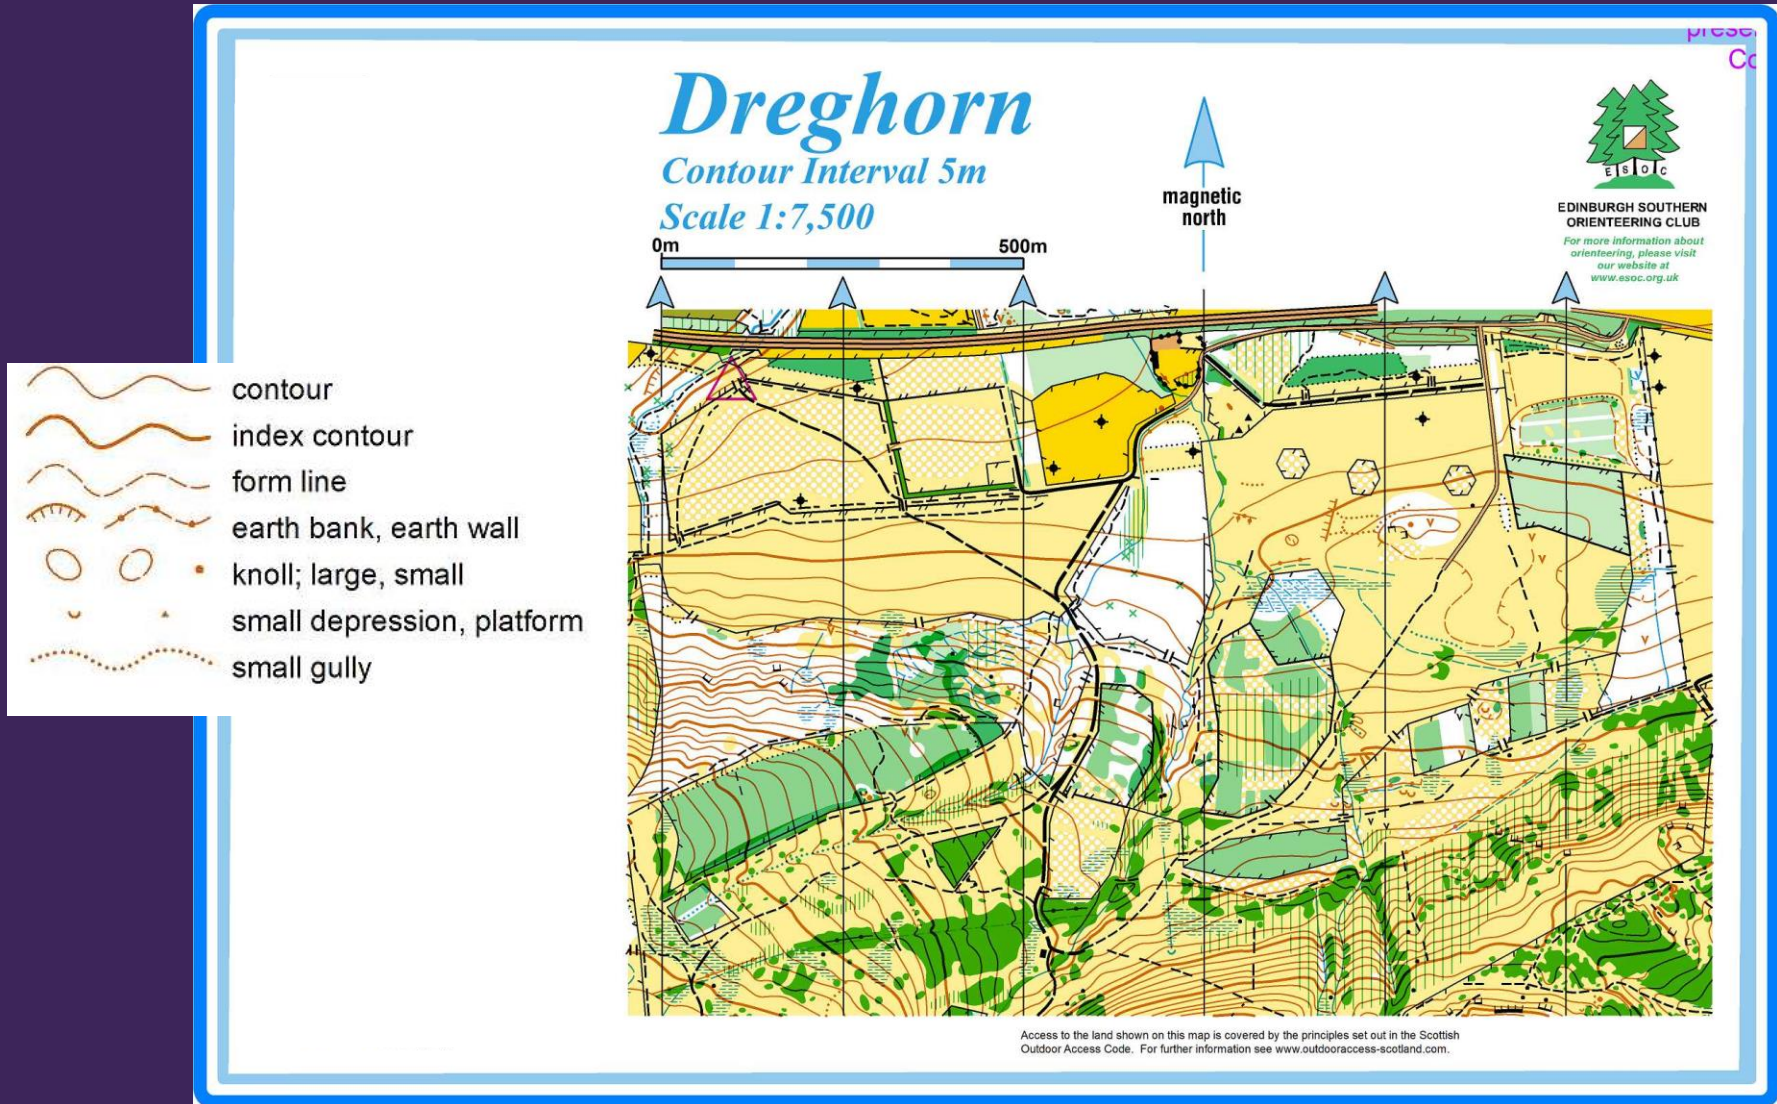 prese
Co
Dreghorn
Contour Interval 5m
Scale 1:7,500
0m
500m
magnetic
north
E S O C
EDINBURGH SOUTHERN
ORIENTEERING CLUB
For more information about
orienteering, please visit
our website at
www.esoc.org.uk
contour
index contour
form line
earth bank, earth wall
knoll; large, small
small depression, platform
small gully
Access to the land shown on this map is covered by the principles set out in the Scottish
Outdoor Access Code. For further information see www.outdooraccess-scotland.com.